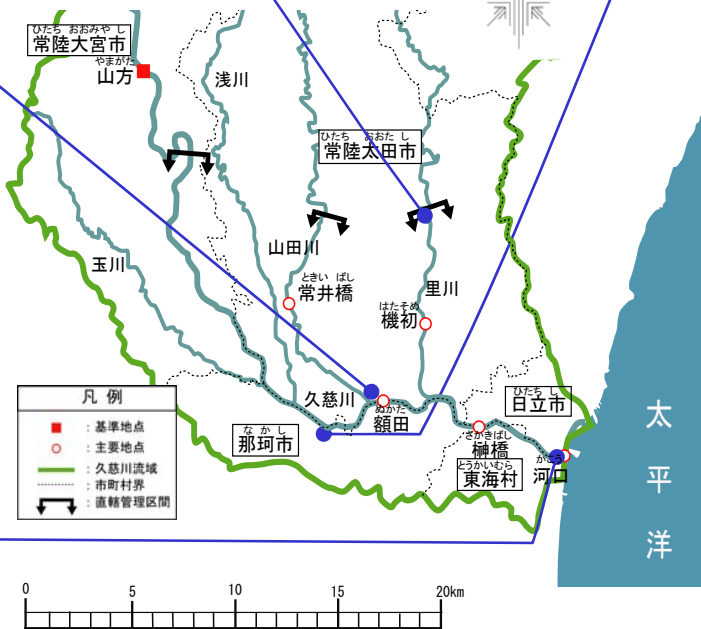 ひたち おおみやし
常陸大宮市
やまがた
山方
浅川
ひたち おおたし
常陸太田市
玉川
山田川
ときい ばし
常井橋
里川
はたそめ
機初
久慈川
ぬかた
額田
なかし
那珂市
ひたちし
日立市
さかきばし
榊橋
とうかいむら
東海村
かこう
河口
太平洋
凡例
:基準地点
:主要地点
:久慈川流域
:市町村界
:直轄管理区間
0 5 10 15 20km